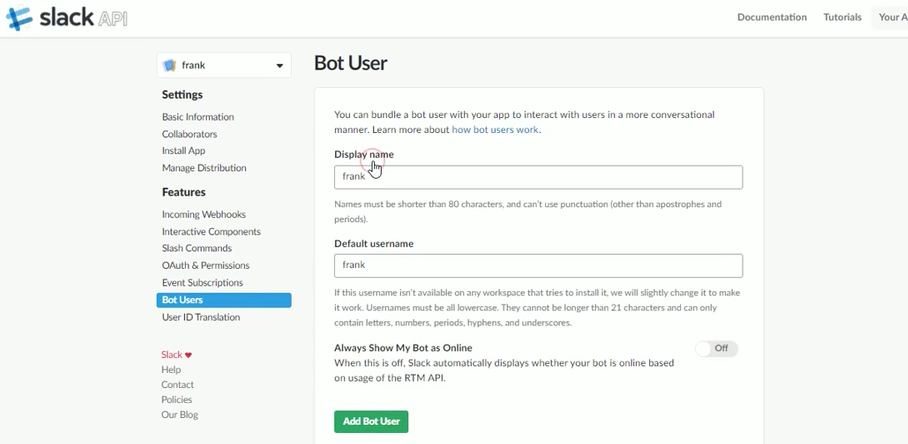 slack API
Documentation Tutorials Your A
frank
Bot User
Settings
Basic Information
Collaborators
Install App
Manage Distribution
Features
Incoming Webhooks
Interactive Components
Slash Commands
OAuth & Permissions
Event Subscriptions
Bot Users
User ID Translation
Slack ❤
Help
Contact
Policies
Our Blog
You can bundle a bot user with your app to interact with users in a more conversational
manner. Learn more about how bot users work.
Display name
frank
Names must be shorter than 80 characters, and can't use punctuation (other than apostrophes and
periods).
Default username
frank
If this username isn't available on any workspace that tries to install it, we will slightly change it to make
it work. Usernames must be all lowercase. They cannot be longer than 21 characters and can only
contain letters, numbers, periods, hyphens, and underscores.
Always Show My Bot as Online
Off
When this is off, Slack automatically displays whether your bot is online based
on usage of the RTM API.
Add Bot User